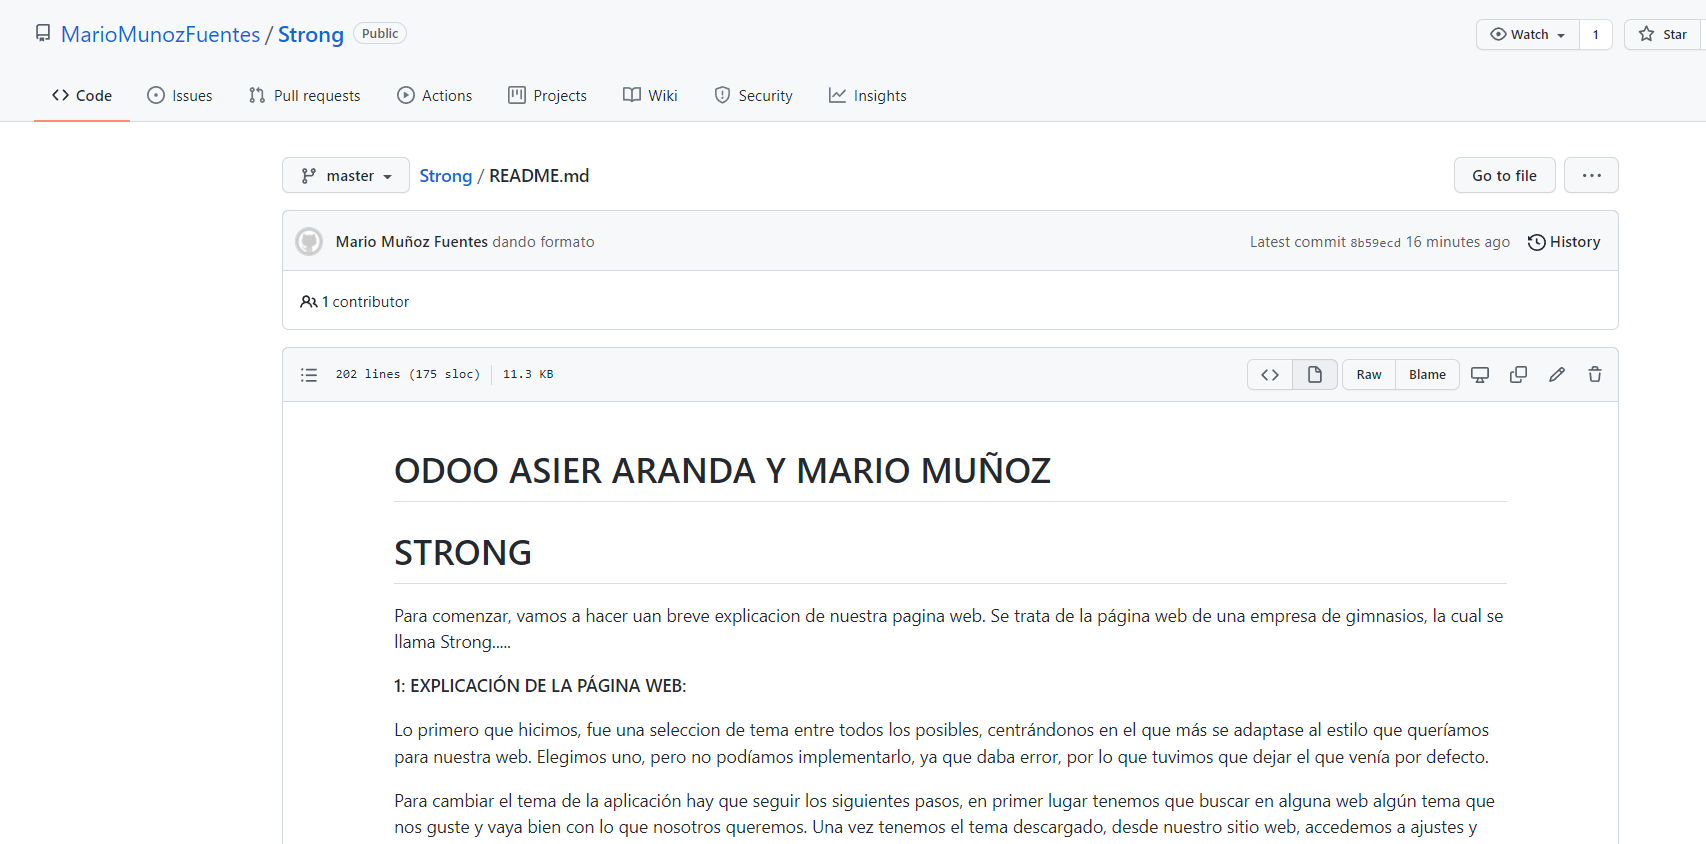 MarioMunozFuentes / Strong Public
Watch 1 Star
Code Issues Pull requests Actions Projects Wiki Security Insights
master Strong / README.md Go to file ...
Mario Muñoz Fuentes dando formato Latest commit 8b59ecd 16 minutes ago History
1 contributor
202 lines (175 sloc) 11.3 KB Raw Blame
ODOO ASIER ARANDA Y MARIO MUÑOZ
STRONG
Para comenzar, vamos a hacer uan breve explicacion de nuestra pagina web. Se trata de la página web de una empresa de gimnasios, la cual se
llama Strong.....
1: EXPLICACIÓN DE LA PÁGINA WEB:
Lo primero que hicimos, fue una seleccion de tema entre todos los posibles, centrándonos en el que más se adaptase al estilo que queríamos
para nuestra web. Elegimos uno, pero no podíamos implementarlo, ya que daba error, por lo que tuvimos que dejar el que venía por defecto.
Para cambiar el tema de la aplicación hay que seguir los siguientes pasos, en primer lugar tenemos que buscar en alguna web algún tema que
nos guste y vaya bien con lo que nosotros queremos. Una vez tenemos el tema descargado, desde nuestro sitio web, accedemos a ajustes y